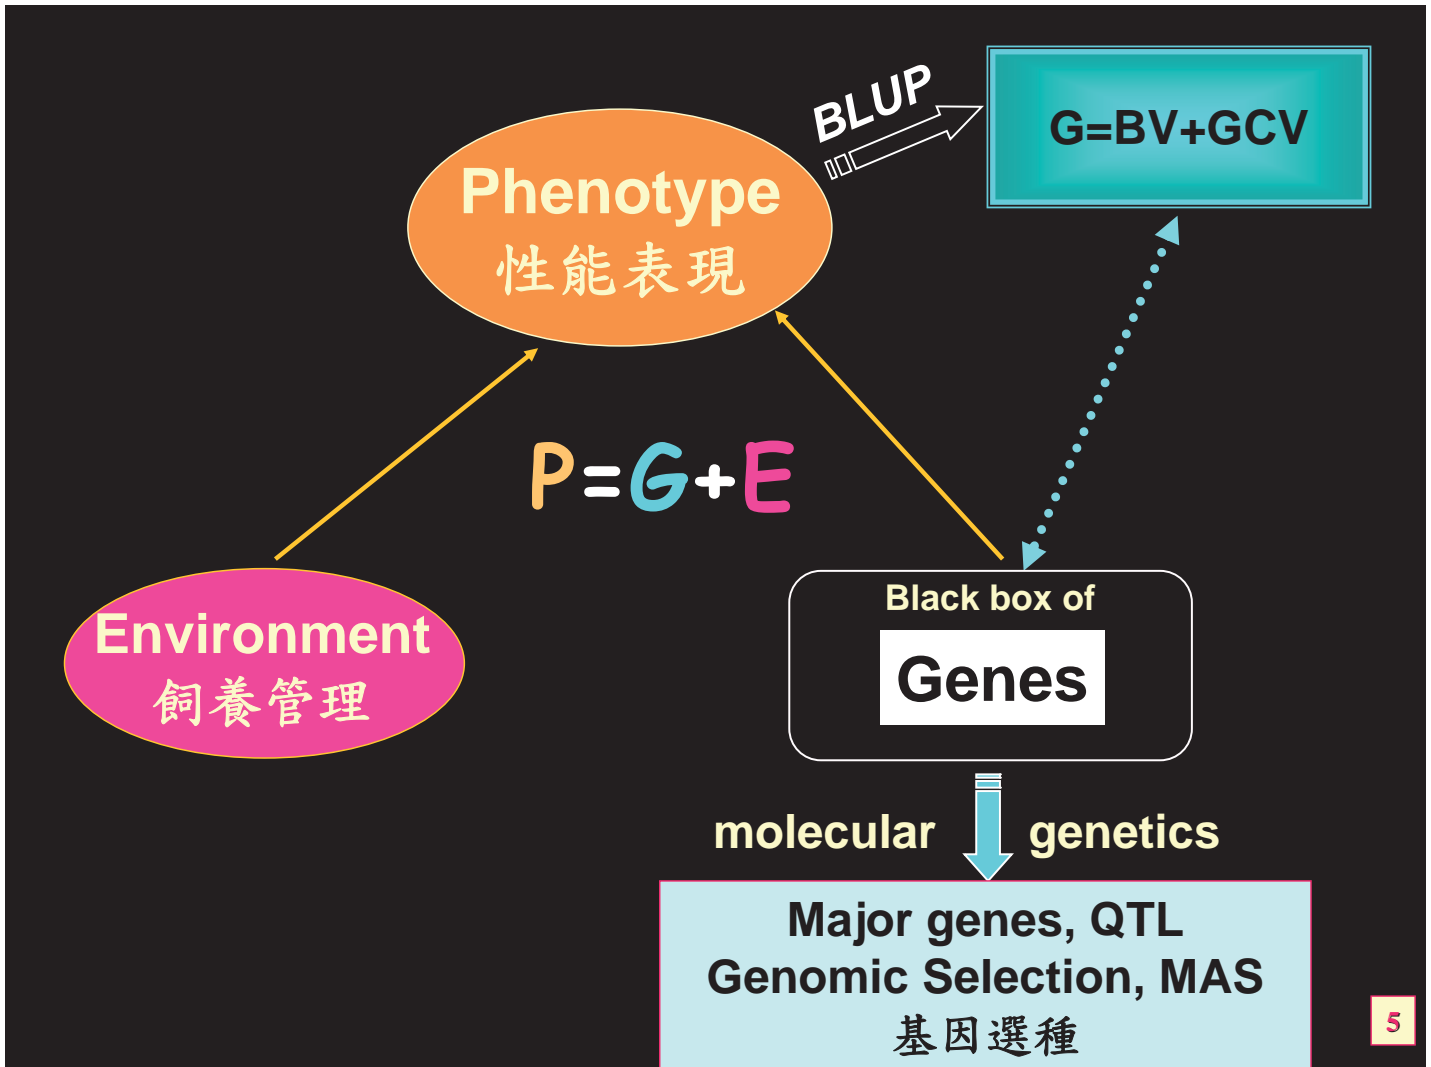 BLUP
G=BV+GCV
Phenotype
性能表現
P=G+E
Environment
飼養管理
Black box of
Genes
molecular genetics
Major genes, QTL
Genomic Selection, MAS
基因選種
5